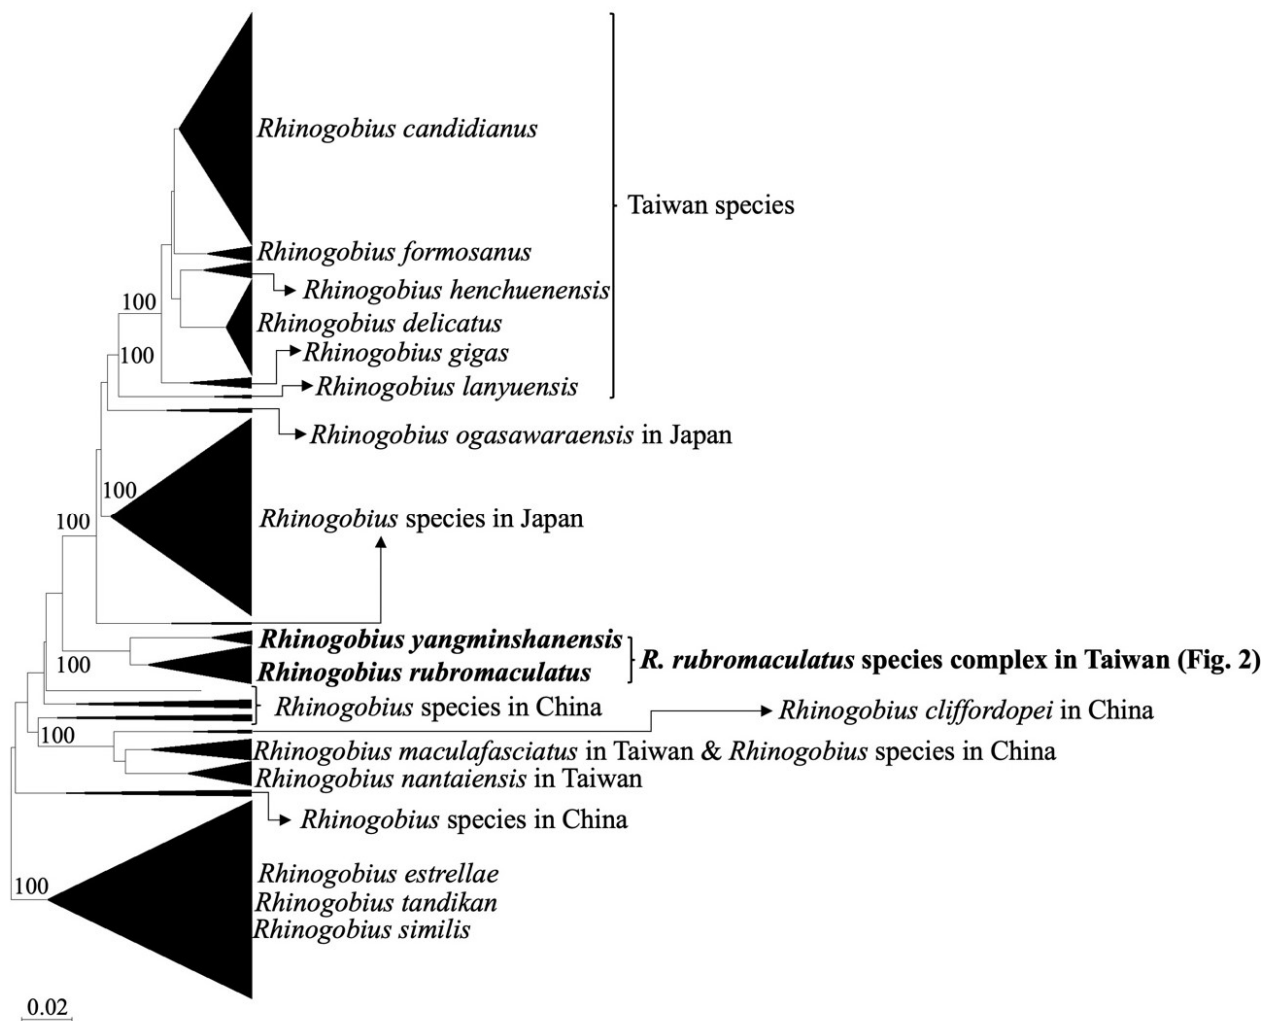 Rhinogobius candidianus
Taiwan species
Rhinogobius formosanus
Rhinogobius henchuenensis
100
Rhinogobius delicatus
100
Rhinogobius gigas
Rhinogobius lanyuensis
Rhinogobius ogasawaraensis in Japan
100
100
Rhinogobius species in Japan
Rhinogobius yangminshanensis
R. rubromaculatus species complex in Taiwan (Fig. 2)
100
Rhinogobius rubromaculatus
Rhinogobius species in China
Rhinogobius cliffordopei in China
100
Rhinogobius maculafasciatus in Taiwan & Rhinogobius species in China
Rhinogobius nantaiensis in Taiwan
Rhinogobius species in China
100
Rhinogobius estrellae
Rhinogobius tandikan
Rhinogobius similis
0.02